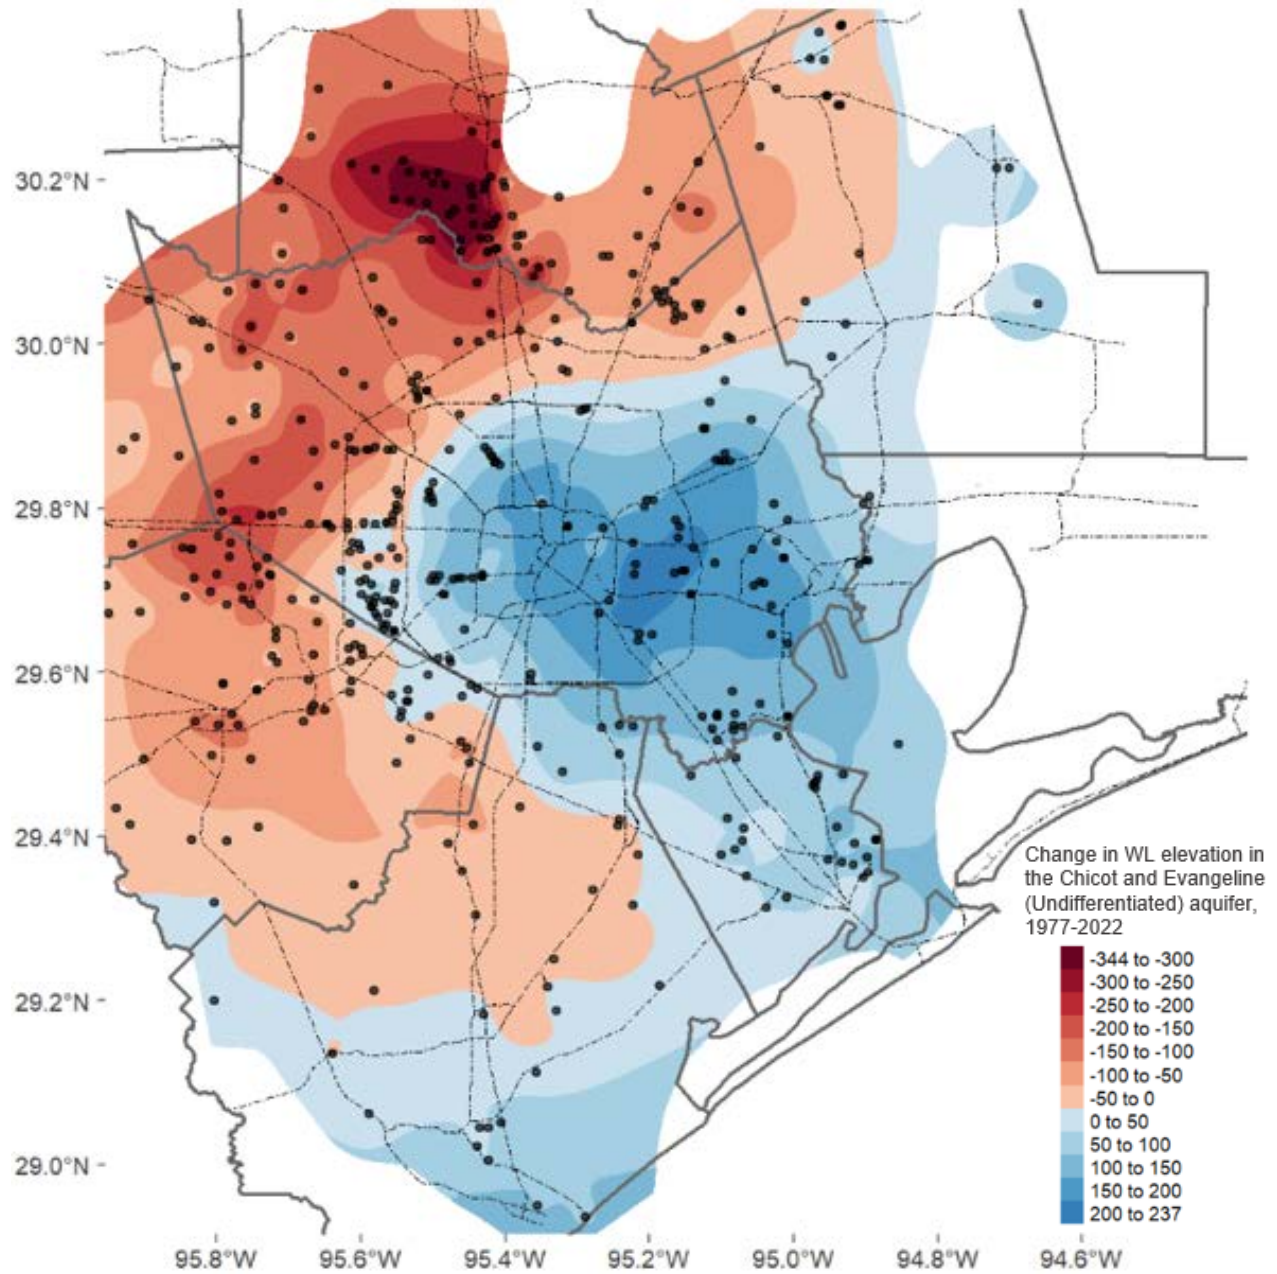 30.2°N
30.0°N
29.8°N
29.6°N
29.4°N
29.2°N
29.0°N
Change in WL elevation in
the Chicot and Evangeline
(Undifferentiated) aquifer,
1977-2022
-344 to -300
-300 to -250
-250 to -200
-200 to -150
-150 to -100
-100 to -50
-50 to 0
0 to 50
50 to 100
100 to 150
150 to 200
200 to 237
95.8°W
95.6°W
95.4°W
95.2°W
95.0°W
94.8°W
94.6°W